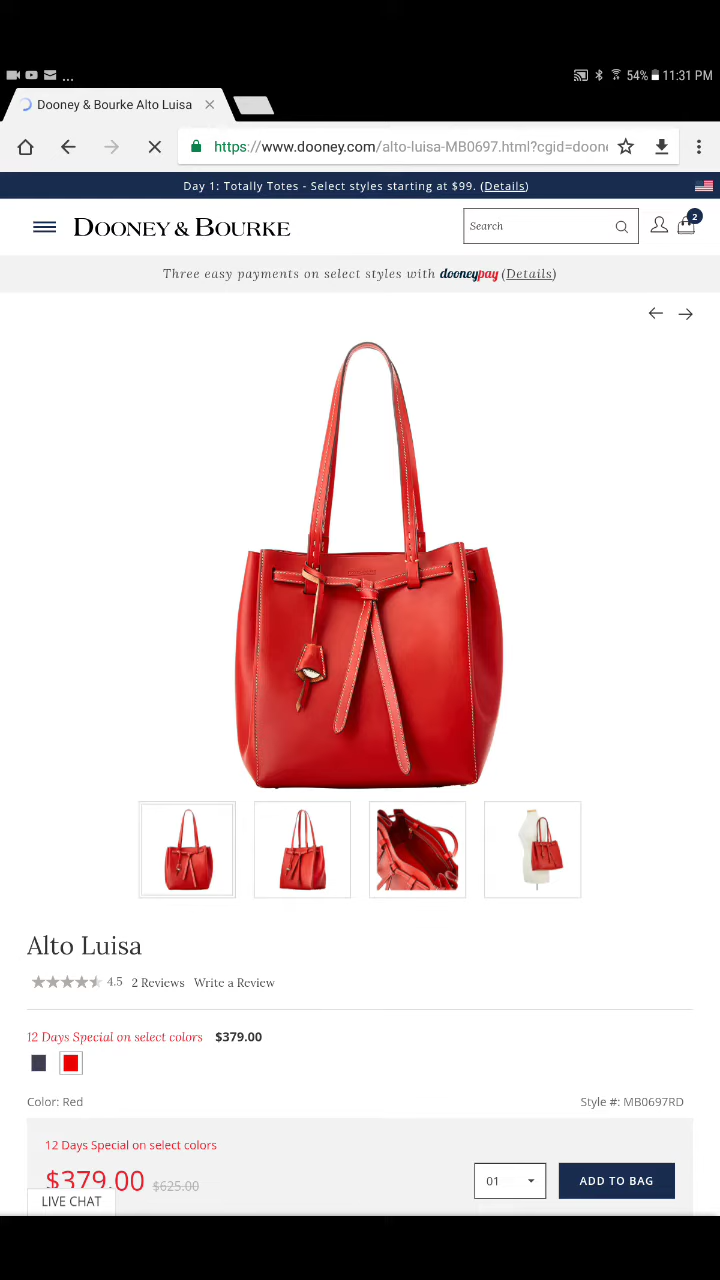 ... 54% 11:31 PM
Dooney & Bourke Alto Luisa
https://www.dooney.com/alto-luisa-MB0697.html?cgid=doone
Day 1: Totally Totes - Select styles starting at $99. (Details)
DOONEY & BOURKE Search 2
Three easy payments on select styles with dooneypay (Details)
Alto Luisa
4.5 2 Reviews Write a Review
12 Days Special on select colors $379.00
Color: Red Style #: MB0697RD
12 Days Special on select colors
$379.00 $625.00 01 ADD TO BAG
LIVE CHAT